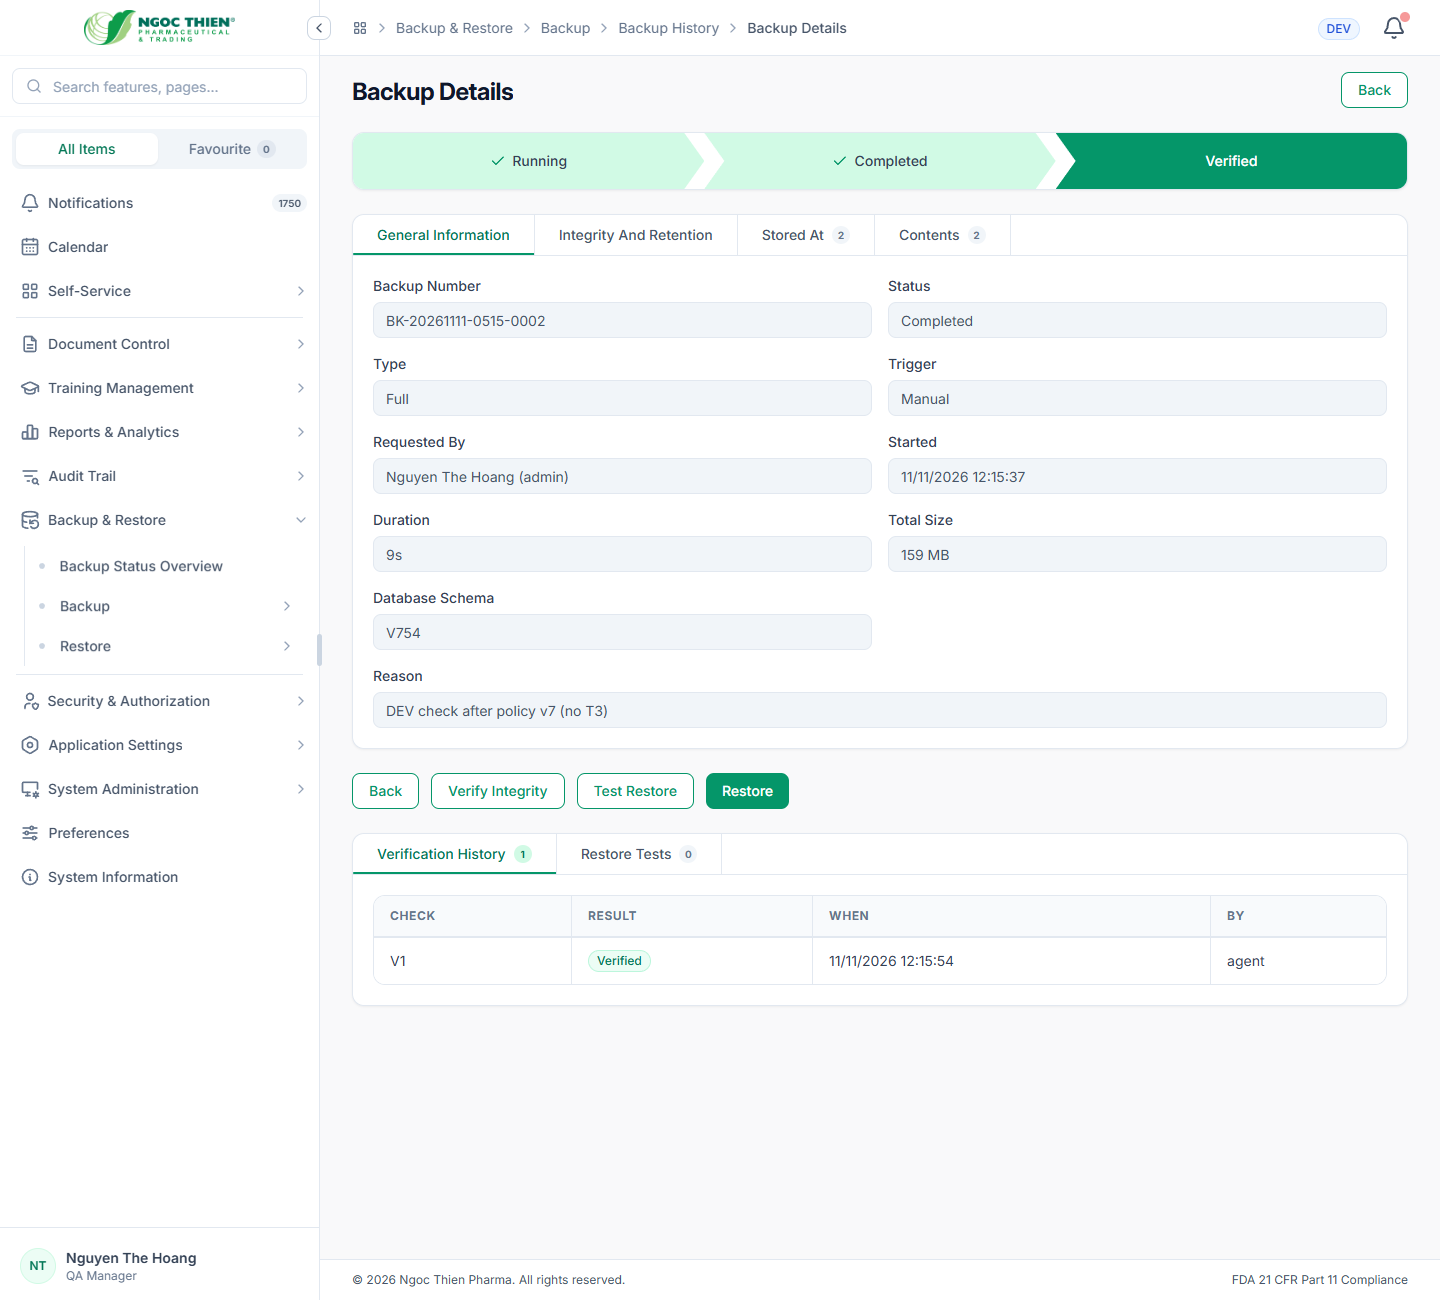 NGOC THIEN®
PHARMACEUTICAL
& TRADING
Search features, pages...
All Items
Favourite 0
Notifications 1750
Calendar
Self-Service
Document Control
Training Management
Reports & Analytics
Audit Trail
Backup & Restore
Backup Status Overview
Backup
Restore
Security & Authorization
Application Settings
System Administration
Preferences
System Information
NT
Nguyen The Hoang
QA Manager
Backup & Restore > Backup > Backup History > Backup Details
DEV
Backup Details
Back
Running
Completed
Verified
General Information
Integrity And Retention
Stored At 2
Contents 2
Backup Number
BK-20261111-0515-0002
Status
Completed
Type
Full
Trigger
Manual
Requested By
Nguyen The Hoang (admin)
Started
11/11/2026 12:15:37
Duration
9s
Total Size
159 MB
Database Schema
V754
Reason
DEV check after policy v7 (no T3)
Back
Verify Integrity
Test Restore
Restore
Verification History 1
Restore Tests 0
CHECK RESULT WHEN BY
V1 Verified 11/11/2026 12:15:54 agent
© 2026 Ngoc Thien Pharma. All rights reserved.
FDA 21 CFR Part 11 Compliance